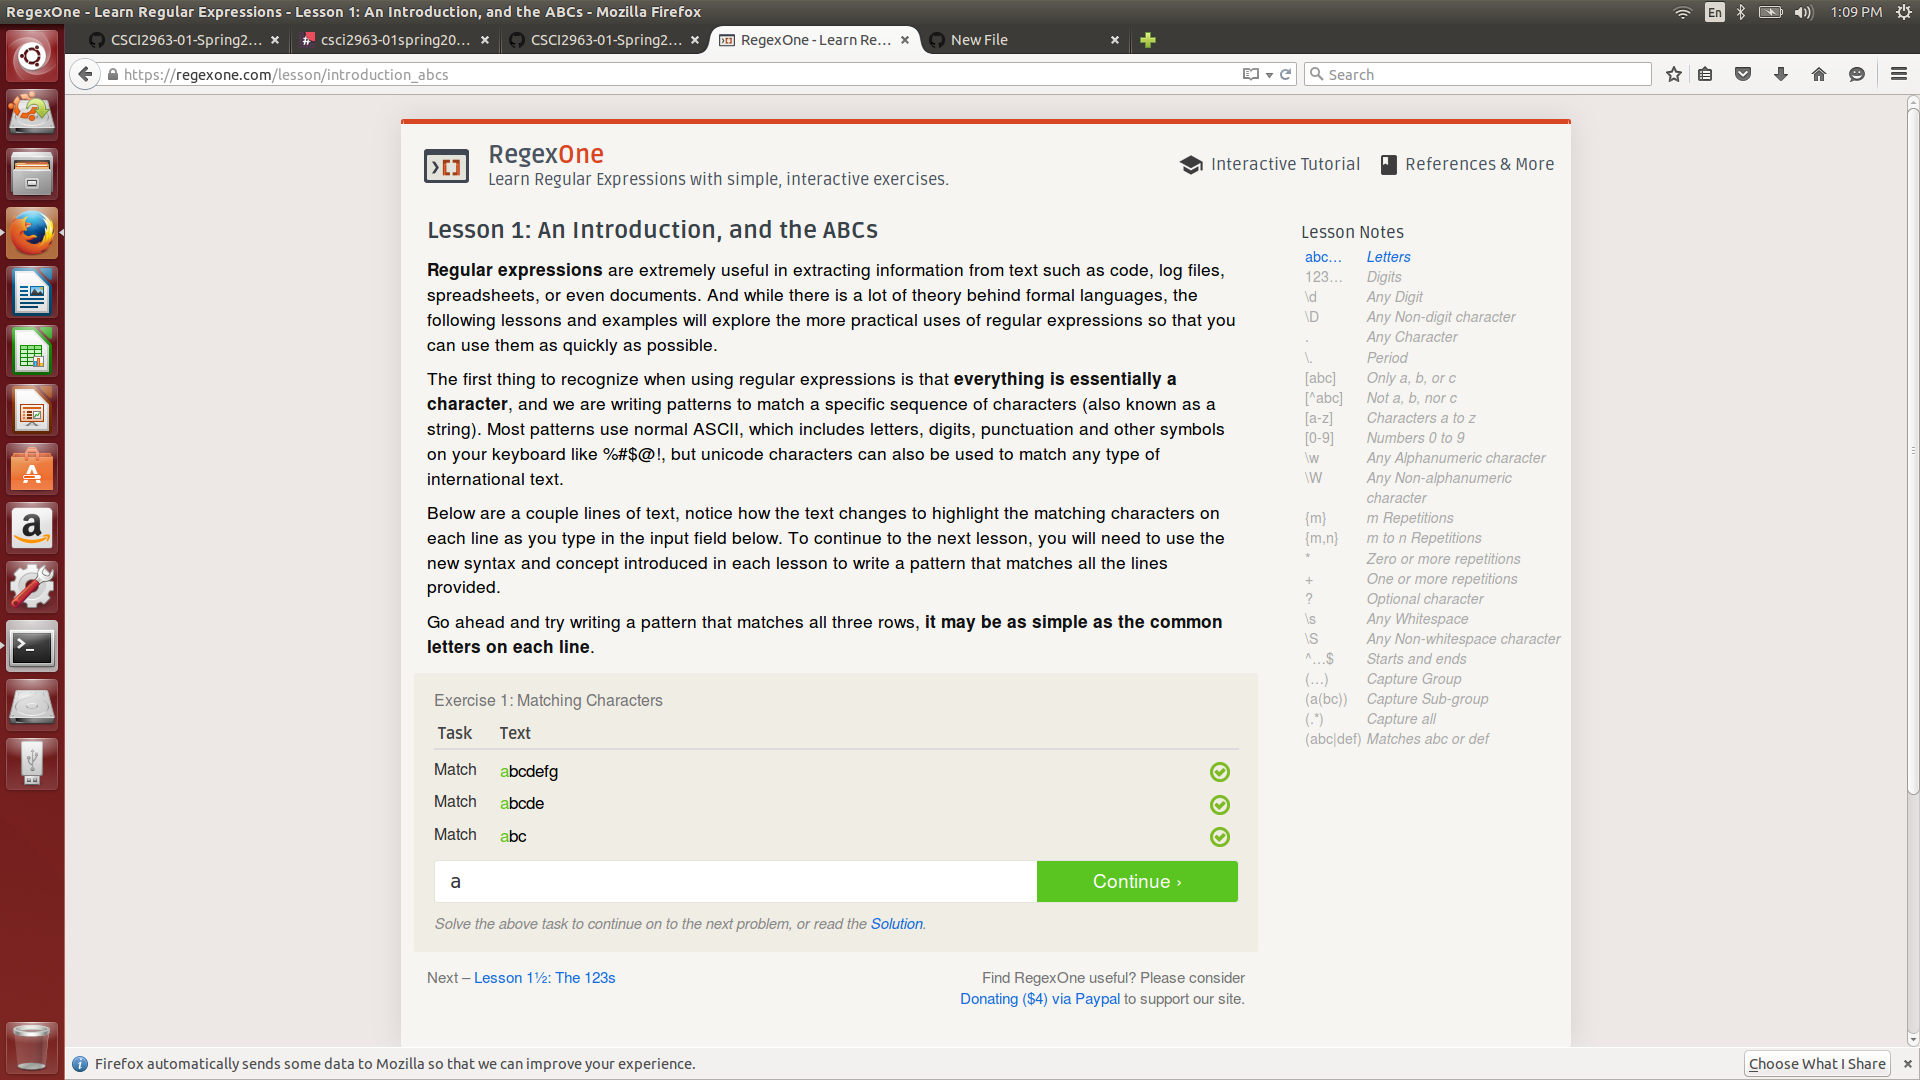 RegexOne - Learn Regular Expressions - Lesson 1: An Introduction, and the ABCs - Mozilla Firefox
En
1:09 PM
CSCI2963-01-Spring2...
csci2963-01spring20...
CSCI2963-01-Spring2...
RegexOne - Learn Re...
New File
https://regexone.com/lesson/introduction_abcs
Search
RegexOne
Learn Regular Expressions with simple, interactive exercises.
Interactive Tutorial
References & More
Lesson 1: An Introduction, and the ABCs
Regular expressions are extremely useful in extracting information from text such as code, log files,
spreadsheets, or even documents. And while there is a lot of theory behind formal languages, the
following lessons and examples will explore the more practical uses of regular expressions so that you
can use them as quickly as possible.
The first thing to recognize when using regular expressions is that everything is essentially a
character, and we are writing patterns to match a specific sequence of characters (also known as a
string). Most patterns use normal ASCII, which includes letters, digits, punctuation and other symbols
on your keyboard like %#$@!, but unicode characters can also be used to match any type of
international text.
Below are a couple lines of text, notice how the text changes to highlight the matching characters on
each line as you type in the input field below. To continue to the next lesson, you will need to use the
new syntax and concept introduced in each lesson to write a pattern that matches all the lines
provided.
Go ahead and try writing a pattern that matches all three rows, it may be as simple as the common
letters on each line.
Exercise 1: Matching Characters
Task Text
Match abcdefg
Match abcde
Match abc
a
Continue ›
Solve the above task to continue on to the next problem, or read the Solution.
Next – Lesson 1½: The 123s
Find RegexOne useful? Please consider
Donating ($4) via Paypal to support our site.
Lesson Notes
abc… Letters
123… Digits
\d Any Digit
\D Any Non-digit character
. Any Character
\. Period
[abc] Only a, b, or c
[^abc] Not a, b, nor c
[a-z] Characters a to z
[0-9] Numbers 0 to 9
\w Any Alphanumeric character
\W Any Non-alphanumeric
character
{m} m Repetitions
{m,n} m to n Repetitions
* Zero or more repetitions
+ One or more repetitions
? Optional character
\s Any Whitespace
\S Any Non-whitespace character
^…$ Starts and ends
(…) Capture Group
(a(bc)) Capture Sub-group
(.*) Capture all
(abc|def) Matches abc or def
Firefox automatically sends some data to Mozilla so that we can improve your experience.
Choose What I Share